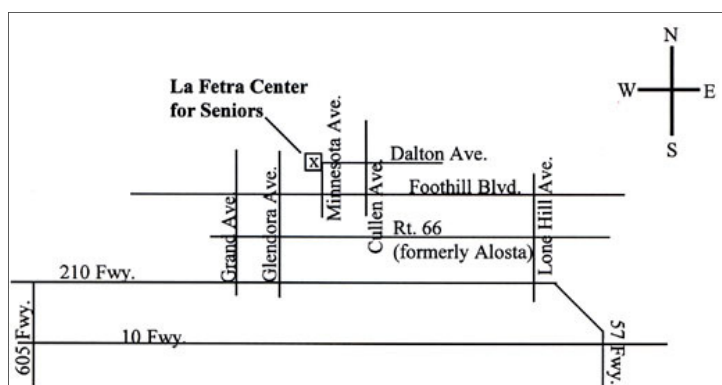 N
La Fetra Center
for Seniors
W E
S
X
Minnesota Ave.
Dalton Ave.
Foothill Blvd.
Cullen Ave.
Grand Ave.
Glendora Ave.
Rt. 66
(formerly Alosta)
Lone Hill Ave.
210 Fwy.
605 Fwy.
10 Fwy.
57 Fwy.